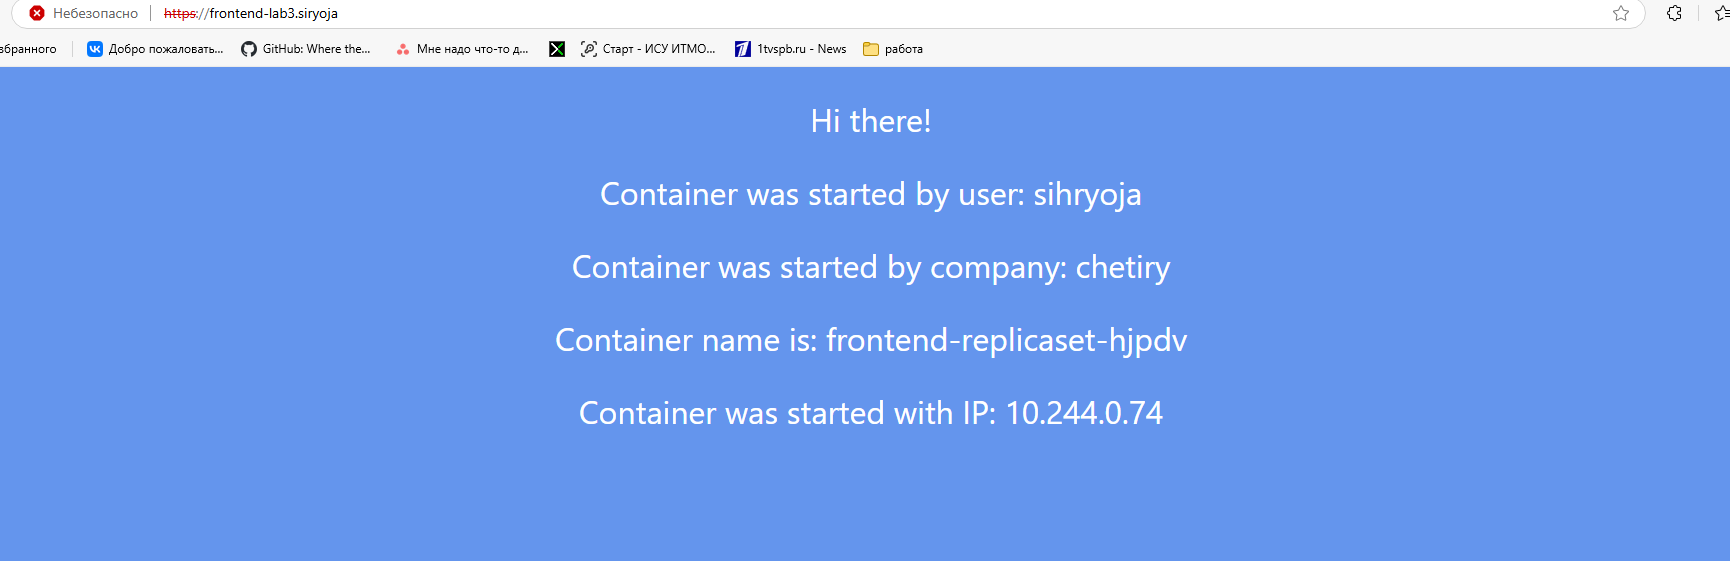 Небезопасно https://frontend-lab3.siryoja
збранного Добро пожаловать... GitHub: Where the... Мне надо что-то д... Старт - ИСУ ИТМО... 1tvspb.ru - News работа
Hi there!
Container was started by user: sihryoja
Container was started by company: chetiry
Container name is: frontend-replicaset-hjpdv
Container was started with IP: 10.244.0.74